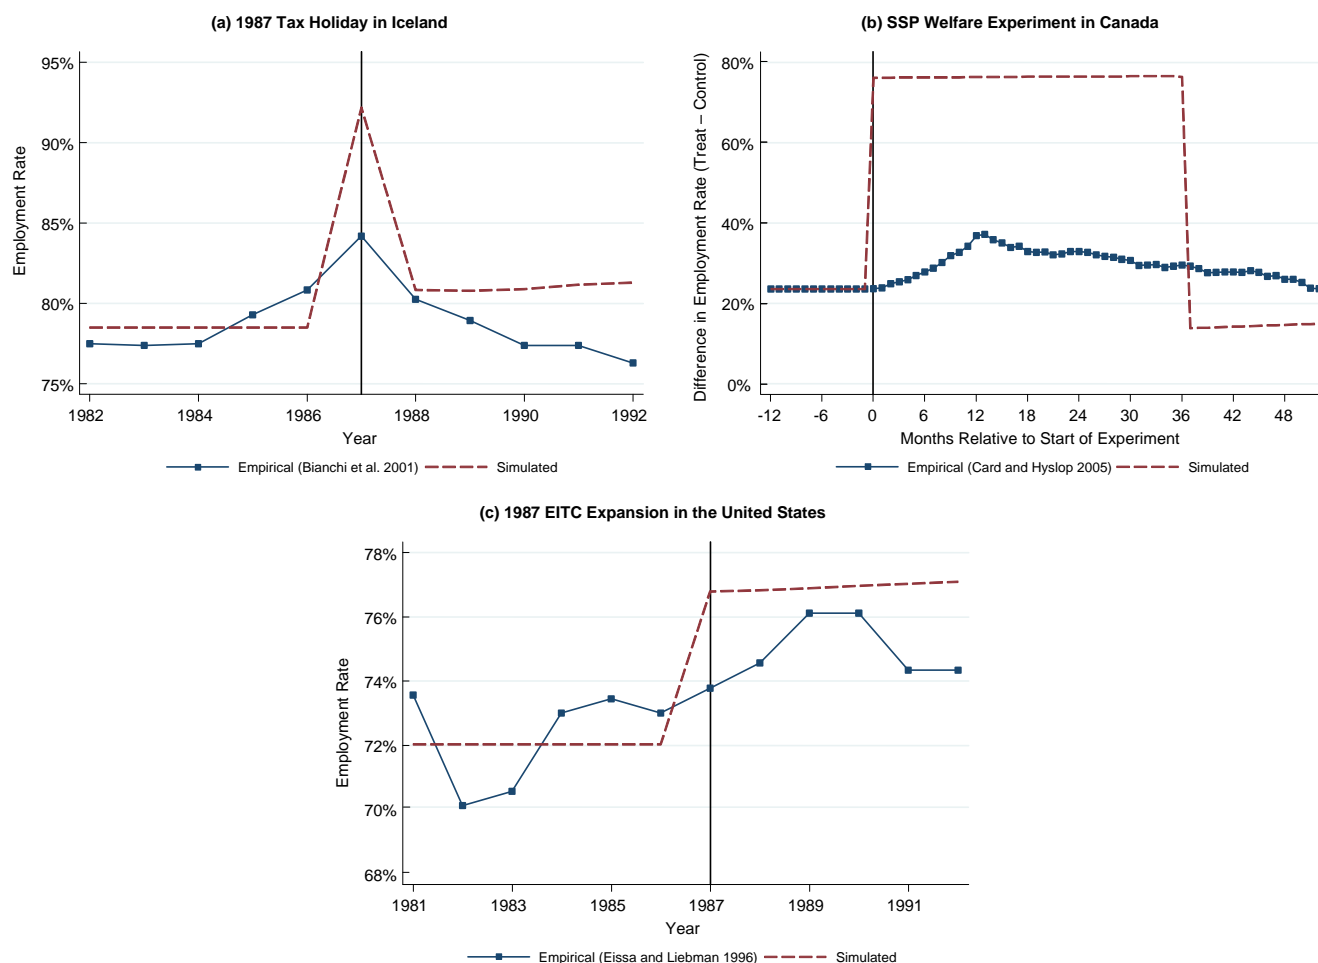 (a) 1987 Tax Holiday in Iceland
95%
90%
85%
80%
75%
Employment Rate
1982 1984 1986 1988 1990 1992
Year
Empirical (Bianchi et al. 2001) Simulated
(b) SSP Welfare Experiment in Canada
80%
60%
40%
20%
0%
Difference in Employment Rate (Treat – Control)
-12 -6 0 6 12 18 24 30 36 42 48
Months Relative to Start of Experiment
Empirical (Card and Hyslop 2005) Simulated
(c) 1987 EITC Expansion in the United States
78%
76%
74%
72%
70%
68%
Employment Rate
1981 1983 1985 1987 1989 1991
Year
Empirical (Eissa and Liebman 1996) Simulated